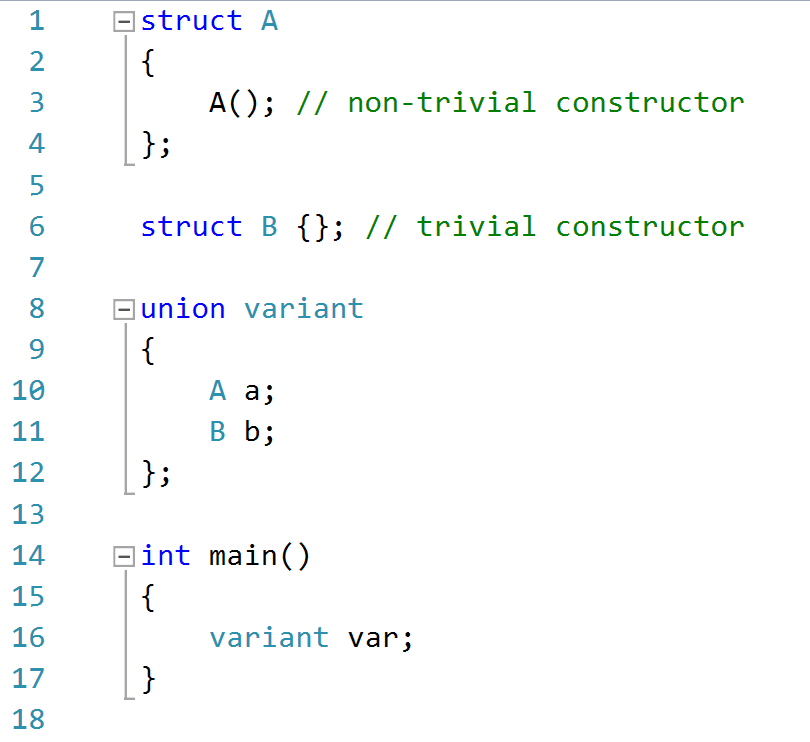 1 struct A
2 {
3 A(); // non-trivial constructor
4 };
5
6 struct B {}; // trivial constructor
7
8 union variant
9 {
10 A a;
11 B b;
12 };
13
14 int main()
15 {
16 variant var;
17 }
18